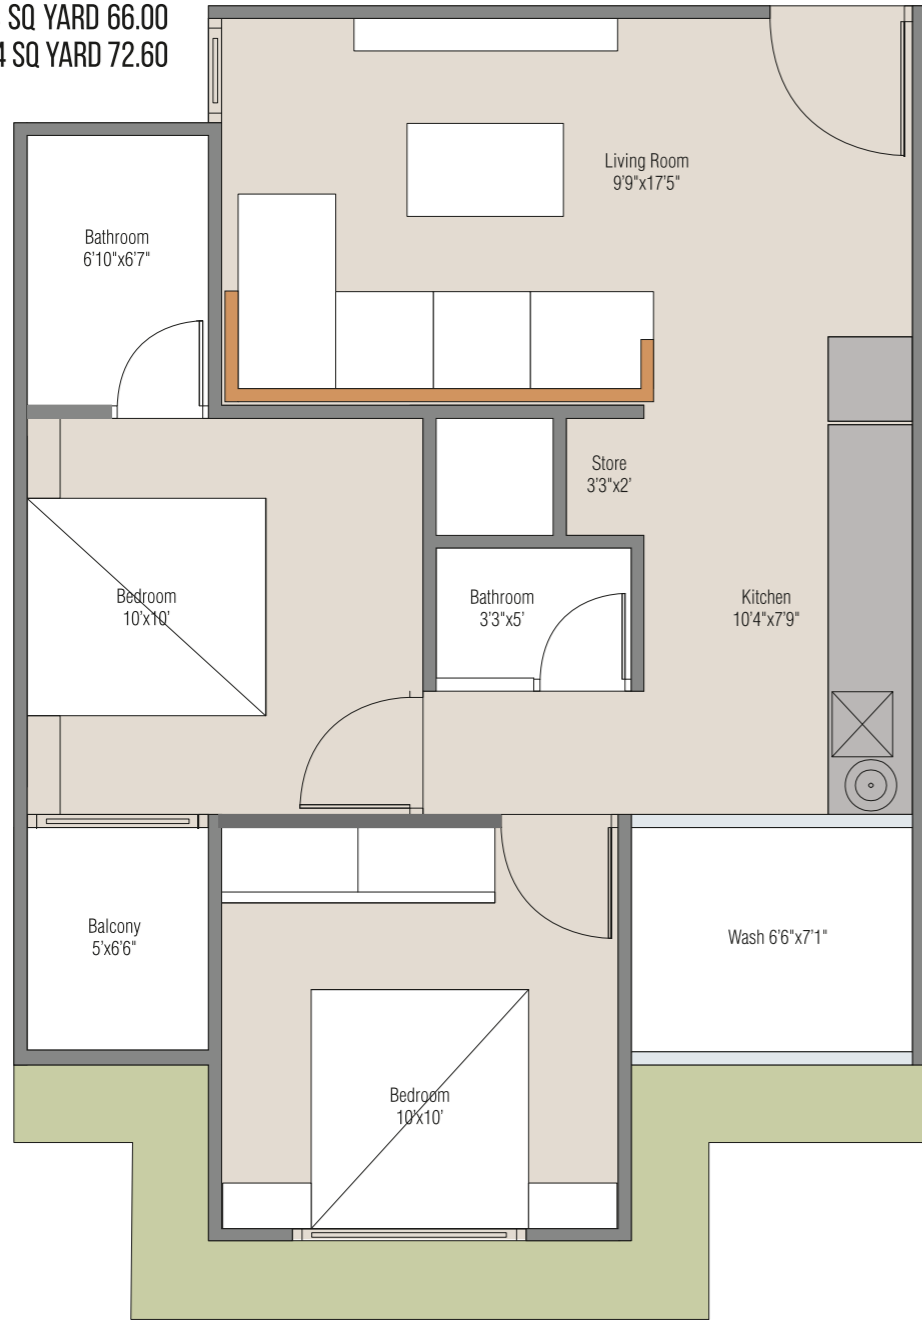 SQ YARD 66.00
4 SQ YARD 72.60
Living Room
9'9"x17'5"
Bathroom
6'10"x6'7"
Store
3'3"x2'
Bedroom
10'x10'
Bathroom
3'3"x5'
Kitchen
10'4"x7'9"
Balcony
5'x6'6"
Wash 6'6"x7'1"
Bedroom
10'x10'